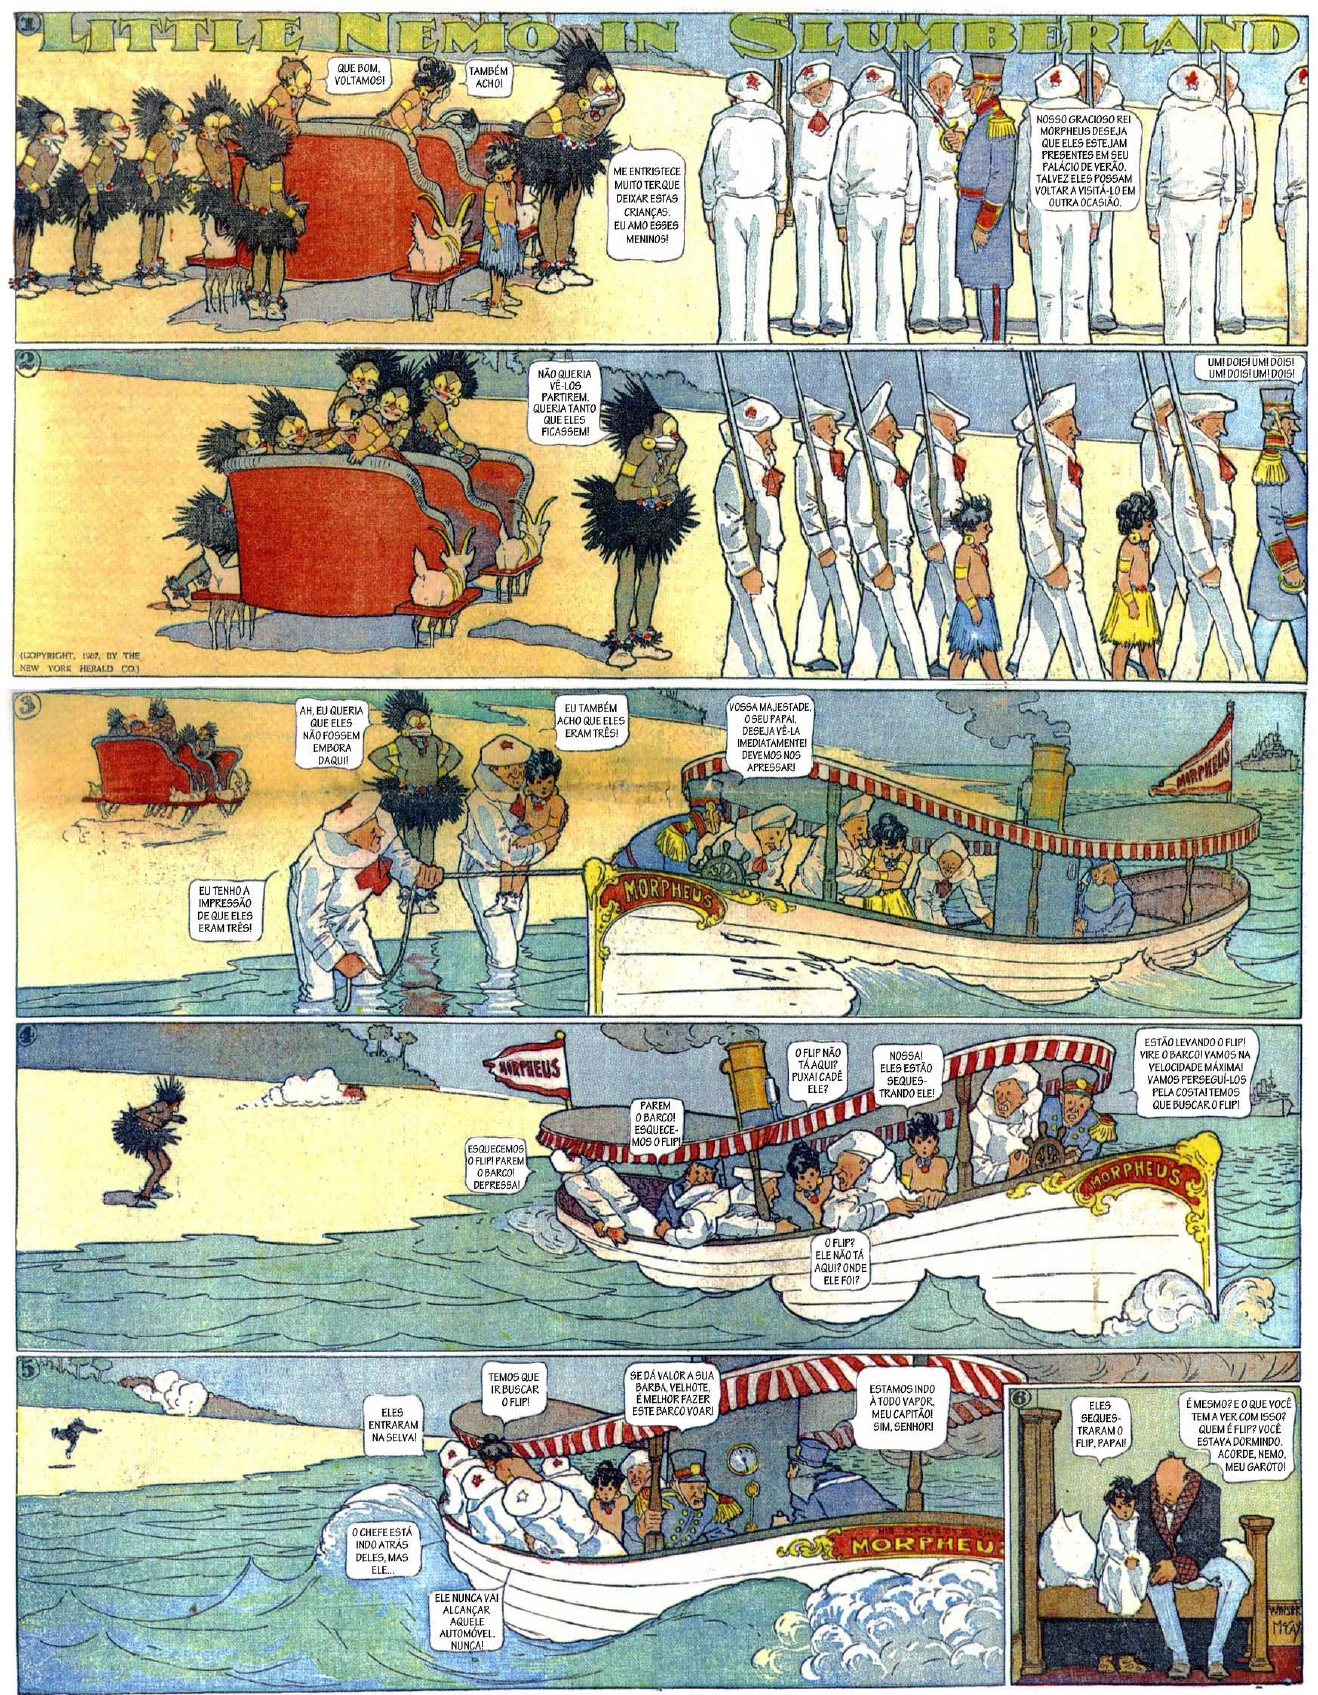 1
LITTLE NEMO IN SLUMBERLAND
QUE BOM,
VOLTAMOS!
TAMBÉM
ACHO!
ME ENTRISTECE
MUITO TER QUE
DEIXAR ESTAS
CRIANÇAS.
EU AMO ESSES
MENINOS!
NOSSO GRACIOSO REI
MORPHEUS DESEJA
QUE ELES ESTEJAM
PRESENTES EM SEU
PALÁCIO DE VERÃO.
TALVEZ ELES POSSAM
VOLTAR A VISITÁ-LO EM
OUTRA OCASIÃO.
2
NÃO QUERIA
VÊ-LOS
PARTIREM.
QUERIA TANTO
QUE ELES
FICASSEM!
UM! DOIS! UM! DOIS!
UM! DOIS! UM! DOIS!
(COPYRIGHT, 1907, BY THE
NEW YORK HERALD CO.)
3
AH, EU QUERIA
QUE ELES
NÃO FOSSEM
EMBORA
DAQUI!
EU TAMBÉM
ACHO QUE ELES
ERAM TRÊS!
VOSSA MAJESTADE,
O SEU PAPAI,
DESEJA VÊ-LA
IMEDIATAMENTE!
DEVEMOS NOS
APRESSAR!
MORPHEUS
EU TENHO A
IMPRESSÃO
DE QUE ELES
ERAM TRÊS!
MORPHEUS
4
MORPHEUS
ESQUECEMOS
O FLIP! PAREM
O BARCO!
DEPRESSA!
PAREM
O BARCO!
ESQUECE-
MOS O FLIP!
O FLIP NÃO
TÁ AQUI?
PUXA! CADÊ
ELE?
NOSSA!
ELES ESTÃO
SEQUES-
TRANDO ELE!
ESTÃO LEVANDO O FLIP!
VIRE O BARCO! VAMOS NA
VELOCIDADE MÁXIMA!
VAMOS PERSEGUÍ-LOS
PELA COSTA! TEMOS
QUE BUSCAR O FLIP!
MORPHEUS
O FLIP?
ELE NÃO TÁ
AQUI? ONDE
ELE FOI?
5
ELES
ENTRARAM
NA SELVA!
TEMOS QUE
IR BUSCAR
O FLIP!
SE DÁ VALOR A SUA
BARBA, VELHOTE,
É MELHOR FAZER
ESTE BARCO VOAR!
ESTAMOS INDO
À TODO VAPOR,
MEU CAPITÃO!
SIM, SENHOR!
O CHEFE ESTÁ
INDO ATRÁS
DELES, MAS
ELE...
ELE NUNCA VAI
ALCANÇAR
AQUELE
AUTOMÓVEL.
NUNCA!
HIS MAJESTY
MORPHEUS
6
ELES
SEQUES-
TRARAM O
FLIP, PAPAI!
É MESMO? E O QUE VOCÊ
TEM A VER COM ISSO?
QUEM É FLIP? VOCÊ
ESTAVA DORMINDO.
ACORDE, NEMO,
MEU GAROTO!
WINSOR
McCAY